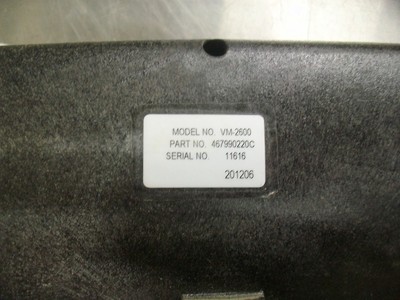 MODEL NO. VM-2600
PART NO. 467990220C
SERIAL NO. 11616
201206